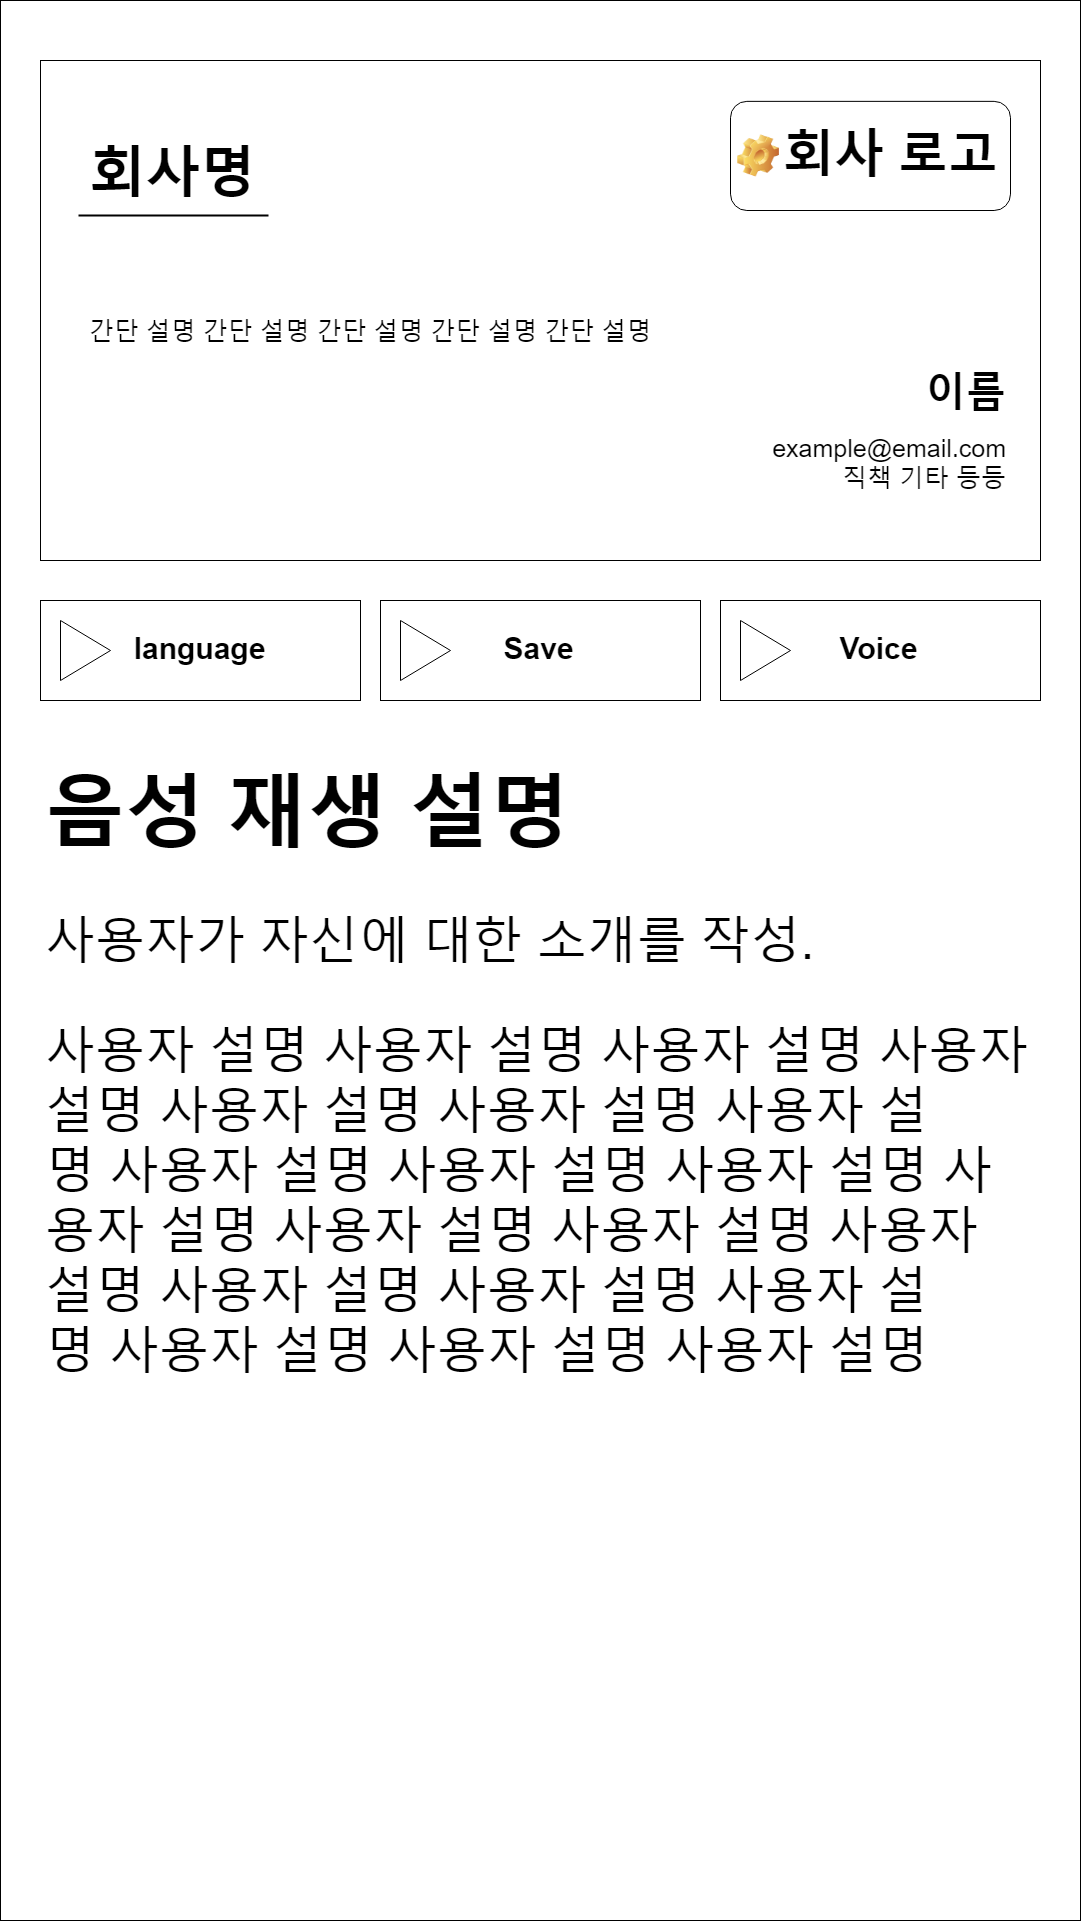 회사명
회사 로고
간단 설명 간단 설명 간단 설명 간단 설명 간단 설명
이름
example@email.com
직책 기타 등등
language
Save
Voice
음성 재생 설명
사용자가 자신에 대한 소개를 작성.
사용자 설명 사용자 설명 사용자 설명 사용자
설명 사용자 설명 사용자 설명 사용자 설
명 사용자 설명 사용자 설명 사용자 설명 사
용자 설명 사용자 설명 사용자 설명 사용자
설명 사용자 설명 사용자 설명 사용자 설
명 사용자 설명 사용자 설명 사용자 설명